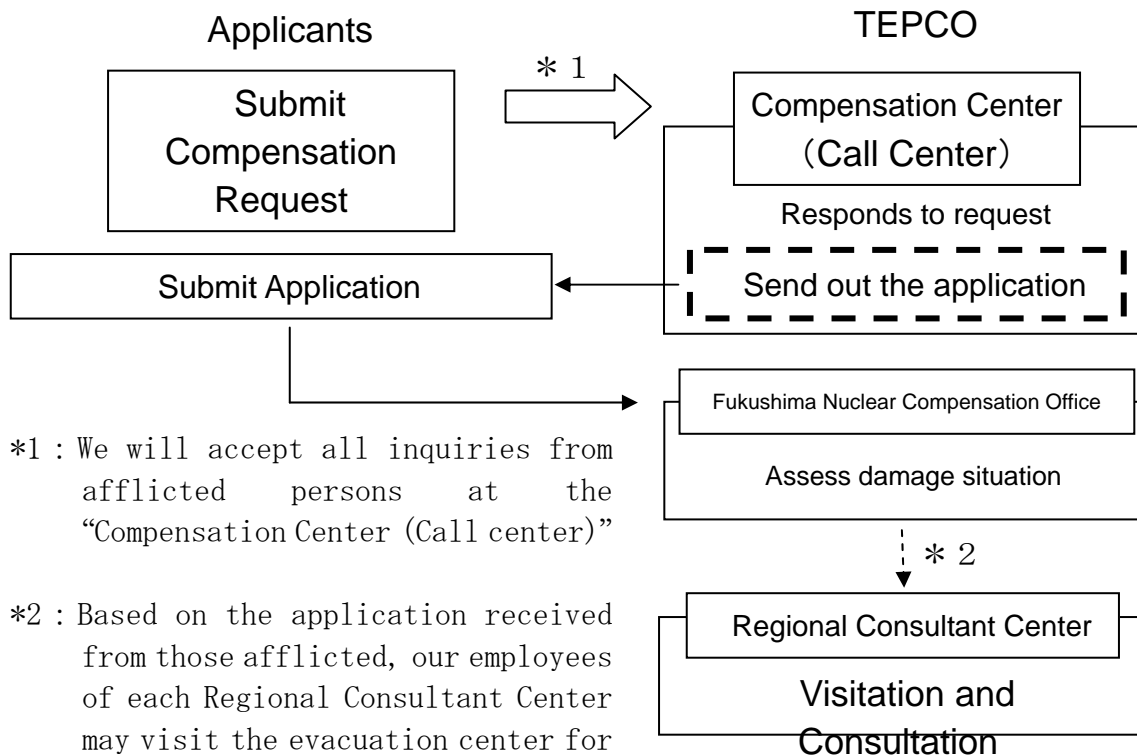 Applicants
TEPCO
Submit
Compensation
Request
＊１
Compensation Center
（Call Center）
Responds to request
Submit Application
Send out the application
Fukushima Nuclear Compensation Office
Assess damage situation
*1：We will accept all inquiries from
afflicted persons at the
“Compensation Center (Call center)”
＊２
*2：Based on the application received
from those afflicted, our employees
of each Regional Consultant Center
may visit the evacuation center for
Regional Consultant Center
Visitation and
Consultation